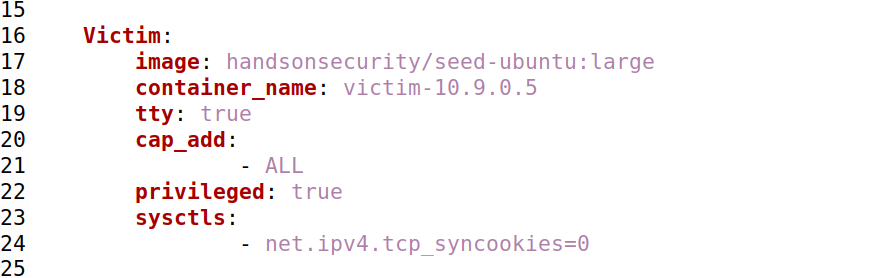 15
16     Victim:
17         image: handsonsecurity/seed-ubuntu:large
18         container_name: victim-10.9.0.5
19         tty: true
20         cap_add:
21                 - ALL
22         privileged: true
23         sysctls:
24                 - net.ipv4.tcp_syncookies=0
25